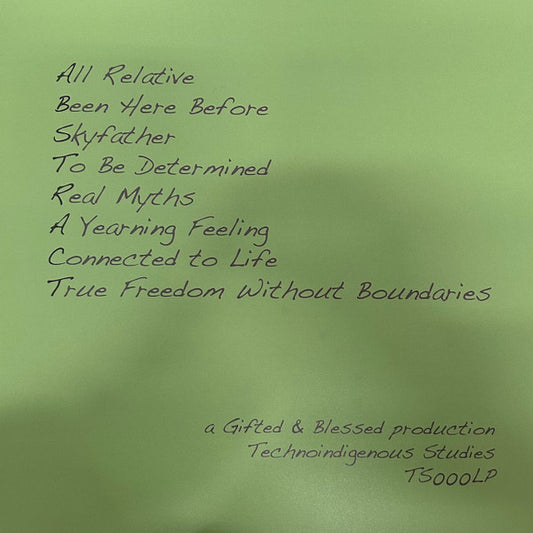 All Relative
Been Here Before
Skyfather
To Be Determined
Real Myths
A Yearning Feeling
Connected to Life
True Freedom Without Boundaries
a Gifted & Blessed production
Technoindigenous Studies
TS000LP